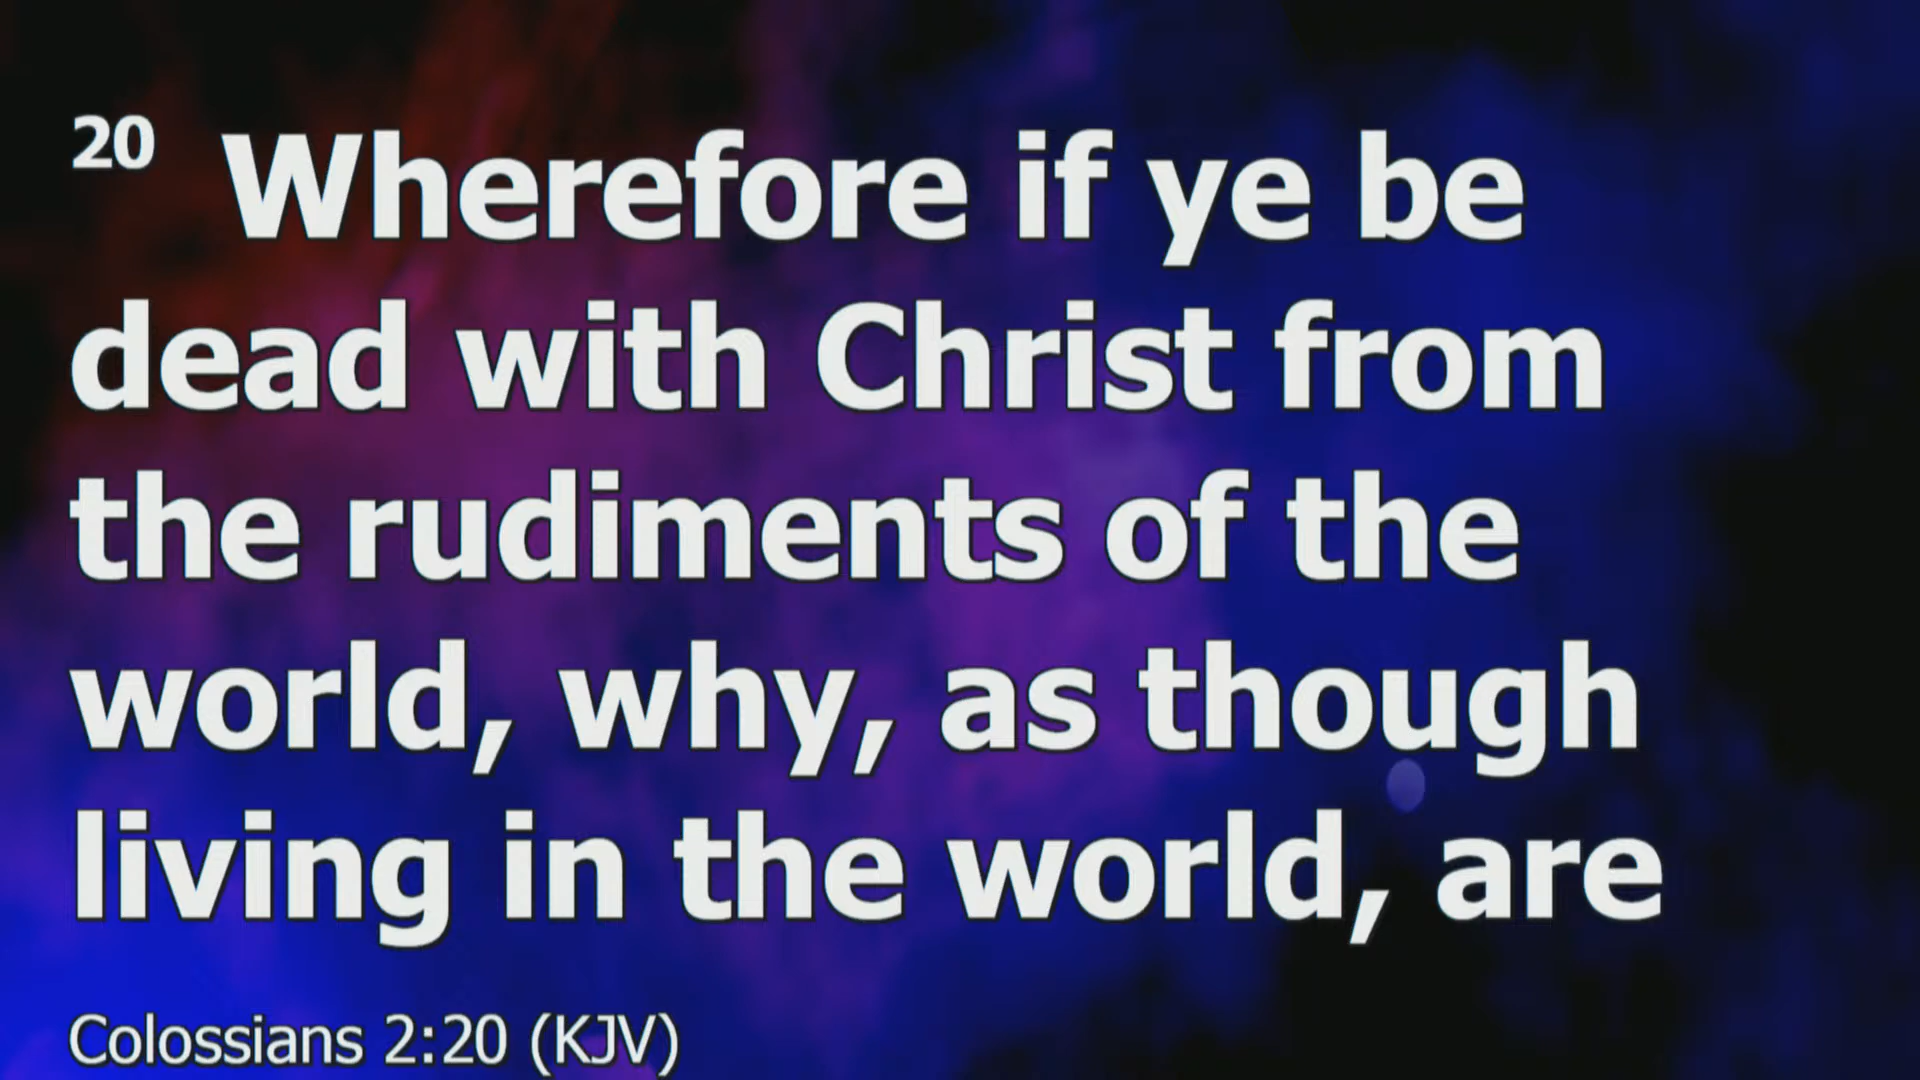 20 Wherefore if ye be
dead with Christ from
the rudiments of the
world, why, as though
living in the world, are
Colossians 2:20 (KJV)